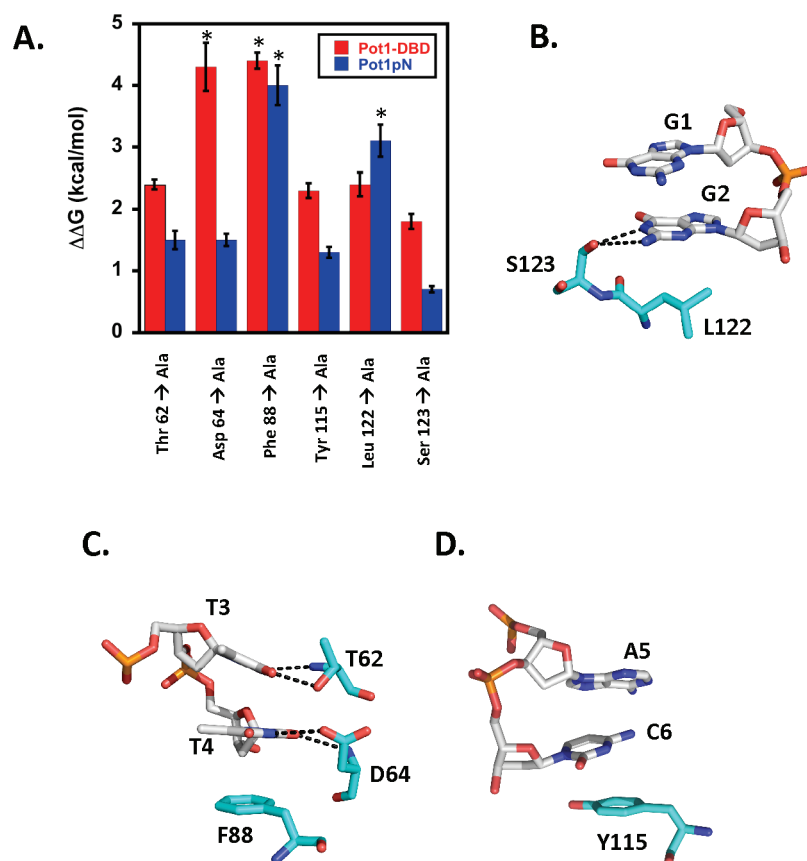 A.
5
4
3
2
1
0
ΔΔG (kcal/mol)
* * * *
Pot1-DBD
Pot1pN
Thr 62 → Ala
Asp 64 → Ala
Phe 88 → Ala
Tyr 115 → Ala
Leu 122 → Ala
Ser 123 → Ala
B.
G1
G2
S123
L122
C.
T3
T62
T4
D64
F88
D.
A5
C6
Y115